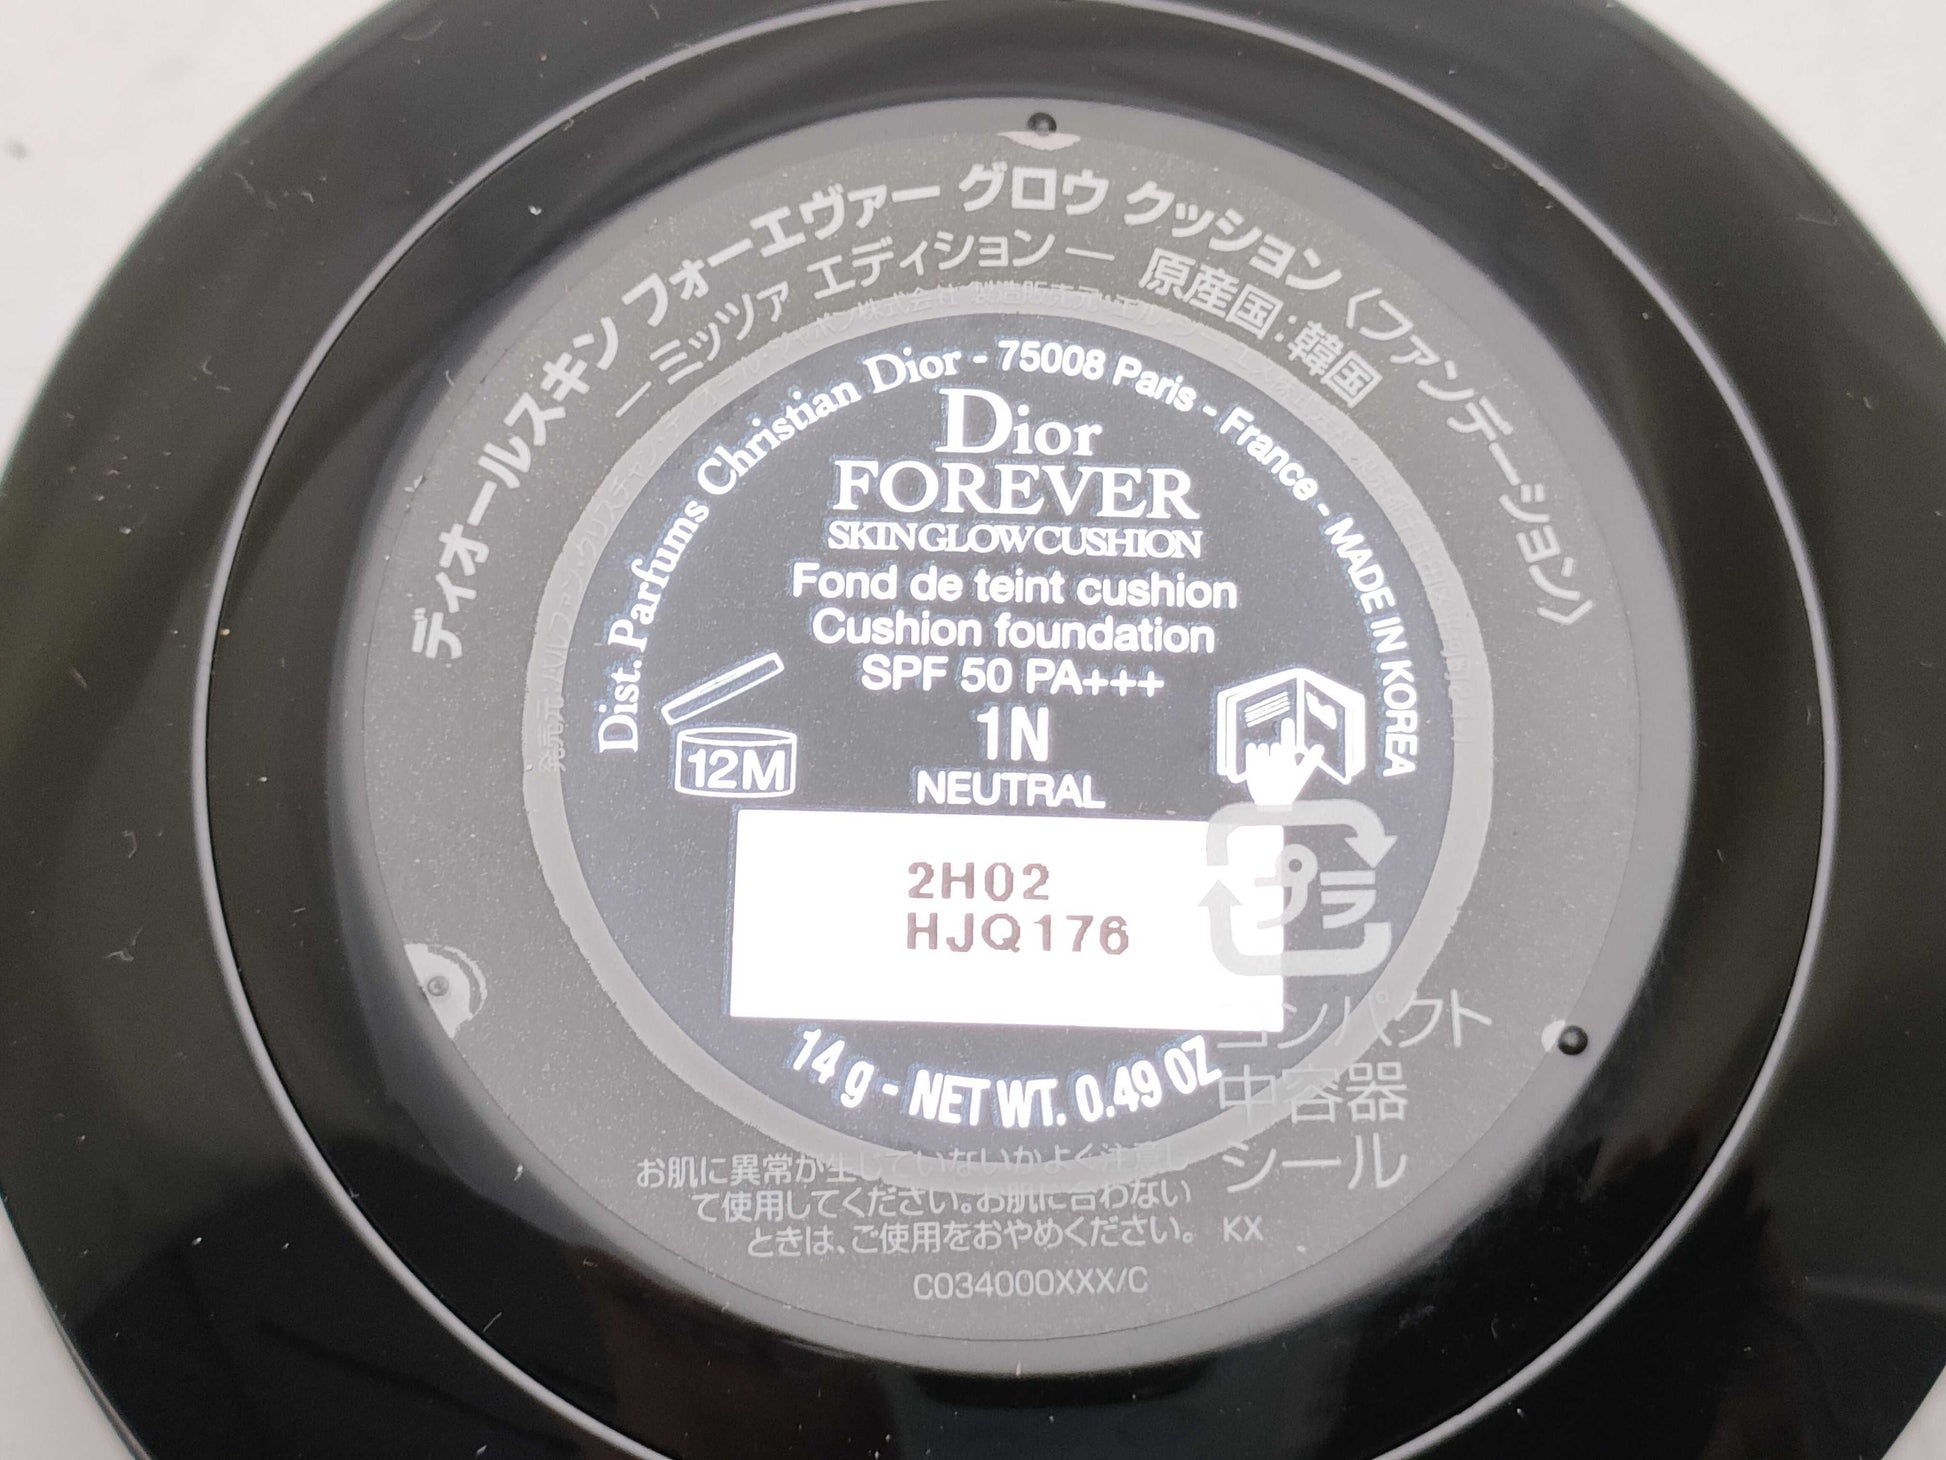 ディオールスキン フォーエヴァー グロウ クッション〈ファンデーション〉
ーミッツァ エディションー 原産国:韓国
Dist. Parfums Christian Dior - 75008 Paris - France - MADE IN KOREA
Dior
FOREVER
SKIN GLOW CUSHION
Fond de teint cushion
Cushion foundation
SPF 50 PA+++
1N
NEUTRAL
12M
2H02
HJQ176
プラ
コンパクト
中容器
シール
14 g - NET WT. 0.49 OZ
お肌に異常が生じていないかよく注意し
て使用してください。お肌に合わない
ときは、ご使用をおやめください。 KX
C034000XXX/C